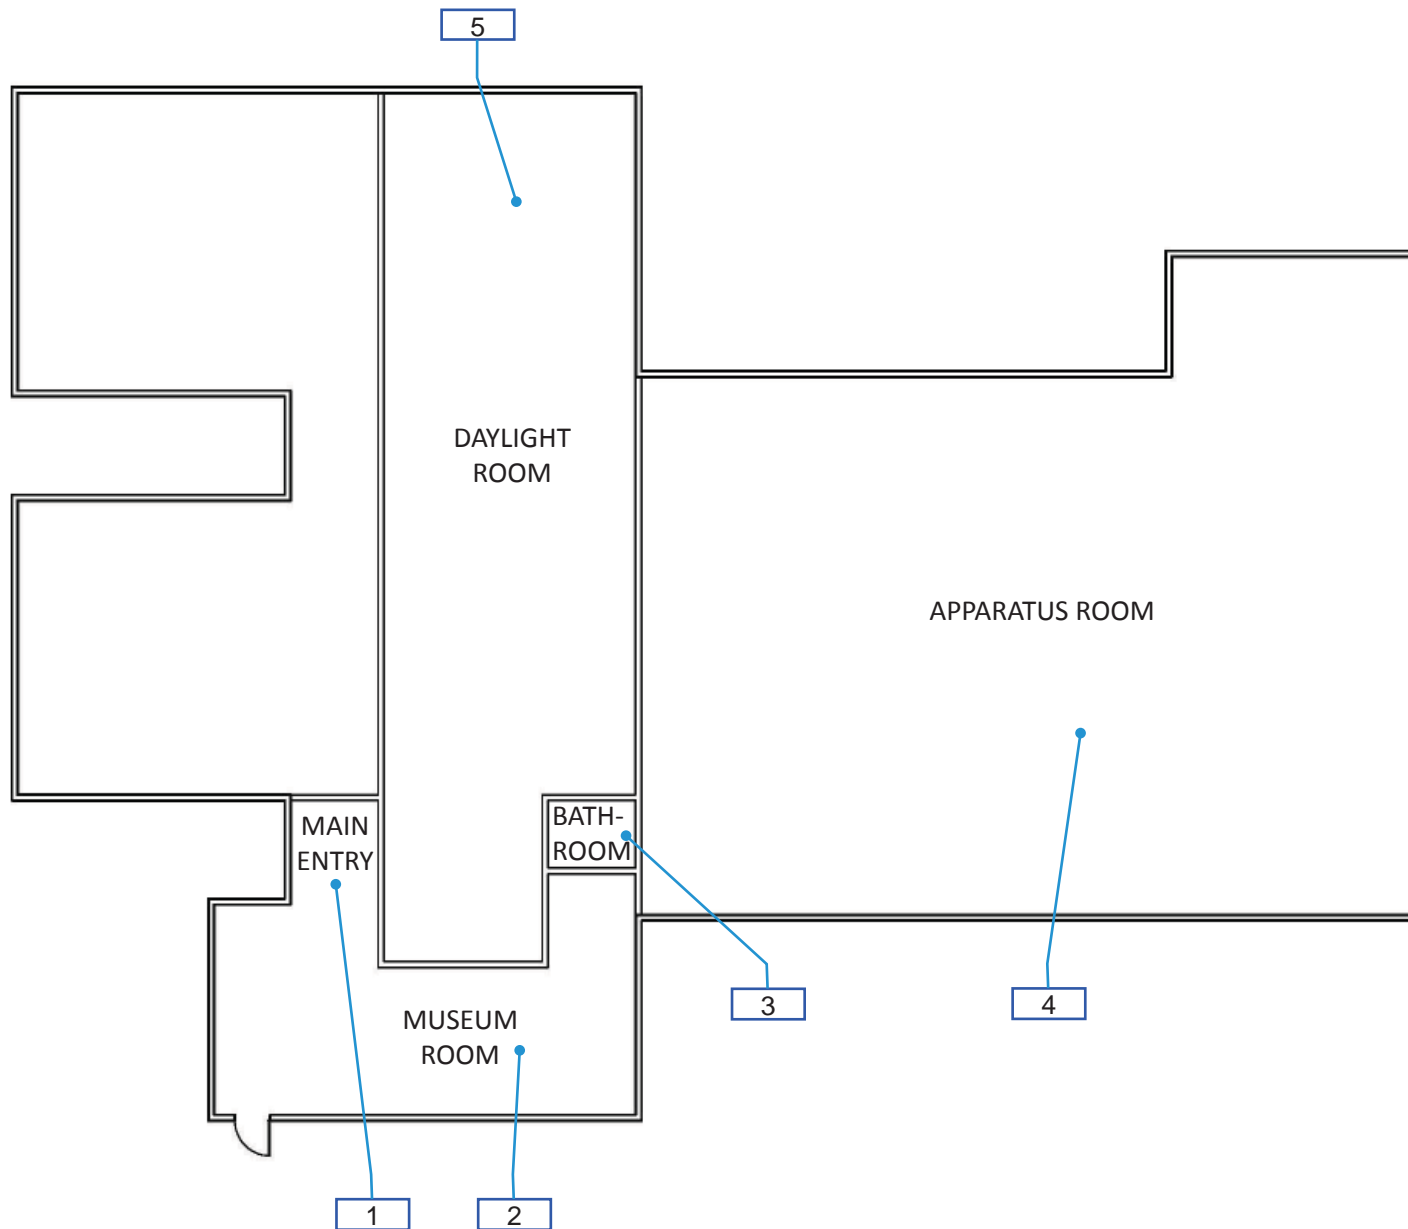 5
DAYLIGHT
ROOM
APPARATUS ROOM
MAIN
ENTRY
BATH-
ROOM
3
4
MUSEUM
ROOM
1
2